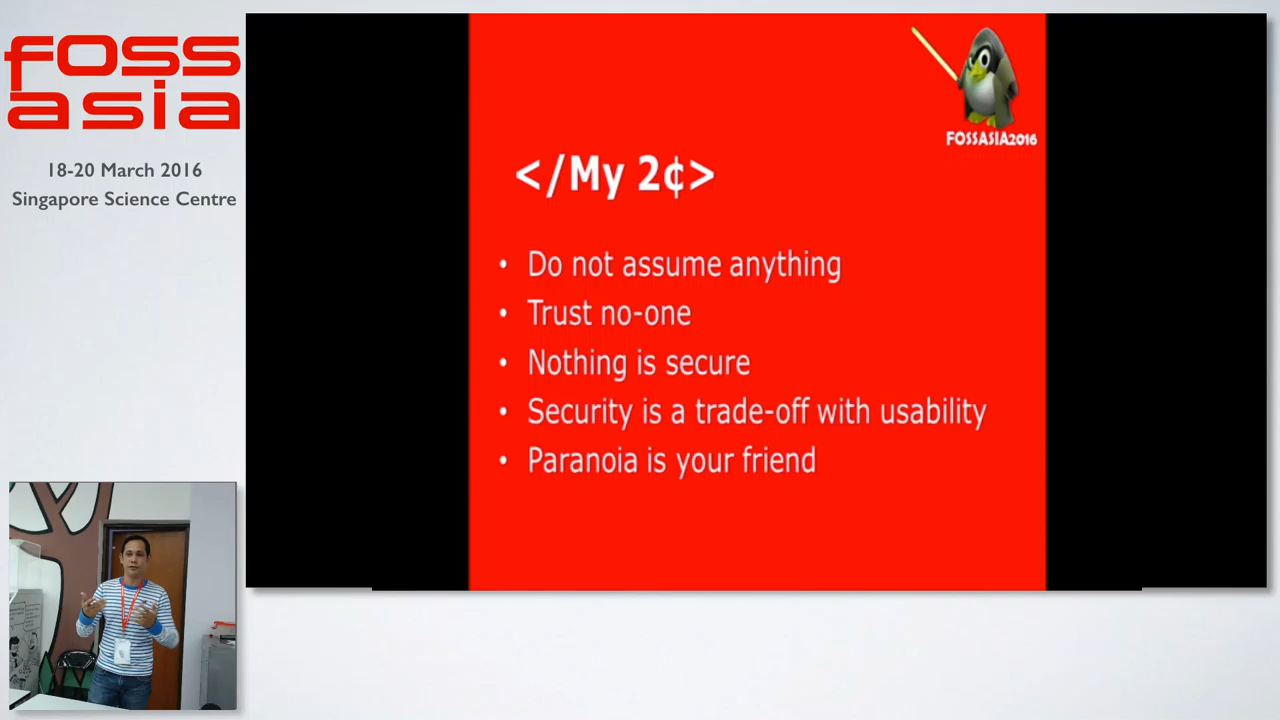 foss
asia
18-20 March 2016
Singapore Science Centre
FOSSASIA2016
</My 2¢>
• Do not assume anything
• Trust no-one
• Nothing is secure
• Security is a trade-off with usability
• Paranoia is your friend